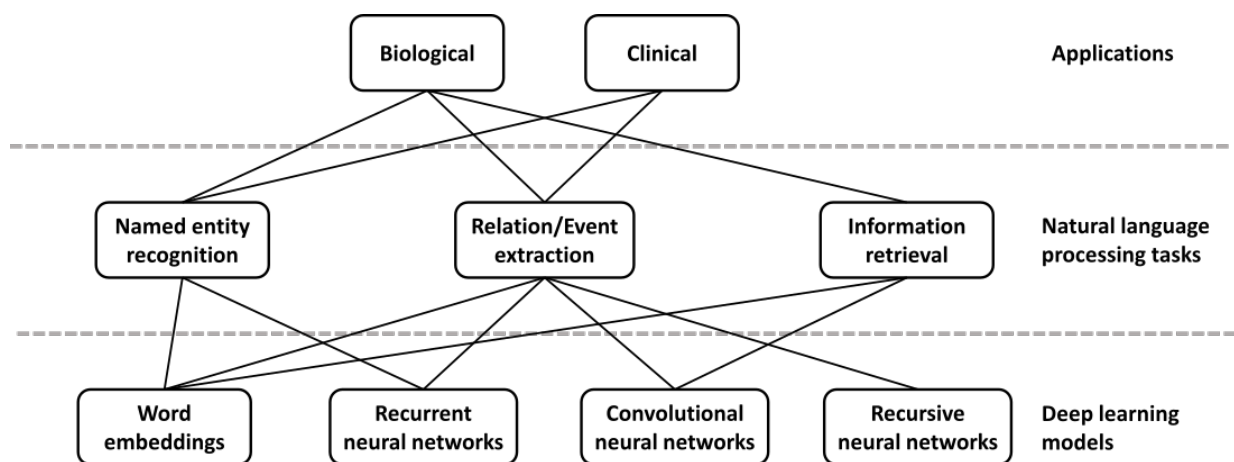 Biological
Clinical
Applications
Named entity
recognition
Relation/Event
extraction
Information
retrieval
Natural language
processing tasks
Word
embeddings
Recurrent
neural networks
Convolutional
neural networks
Recursive
neural networks
Deep learning
models